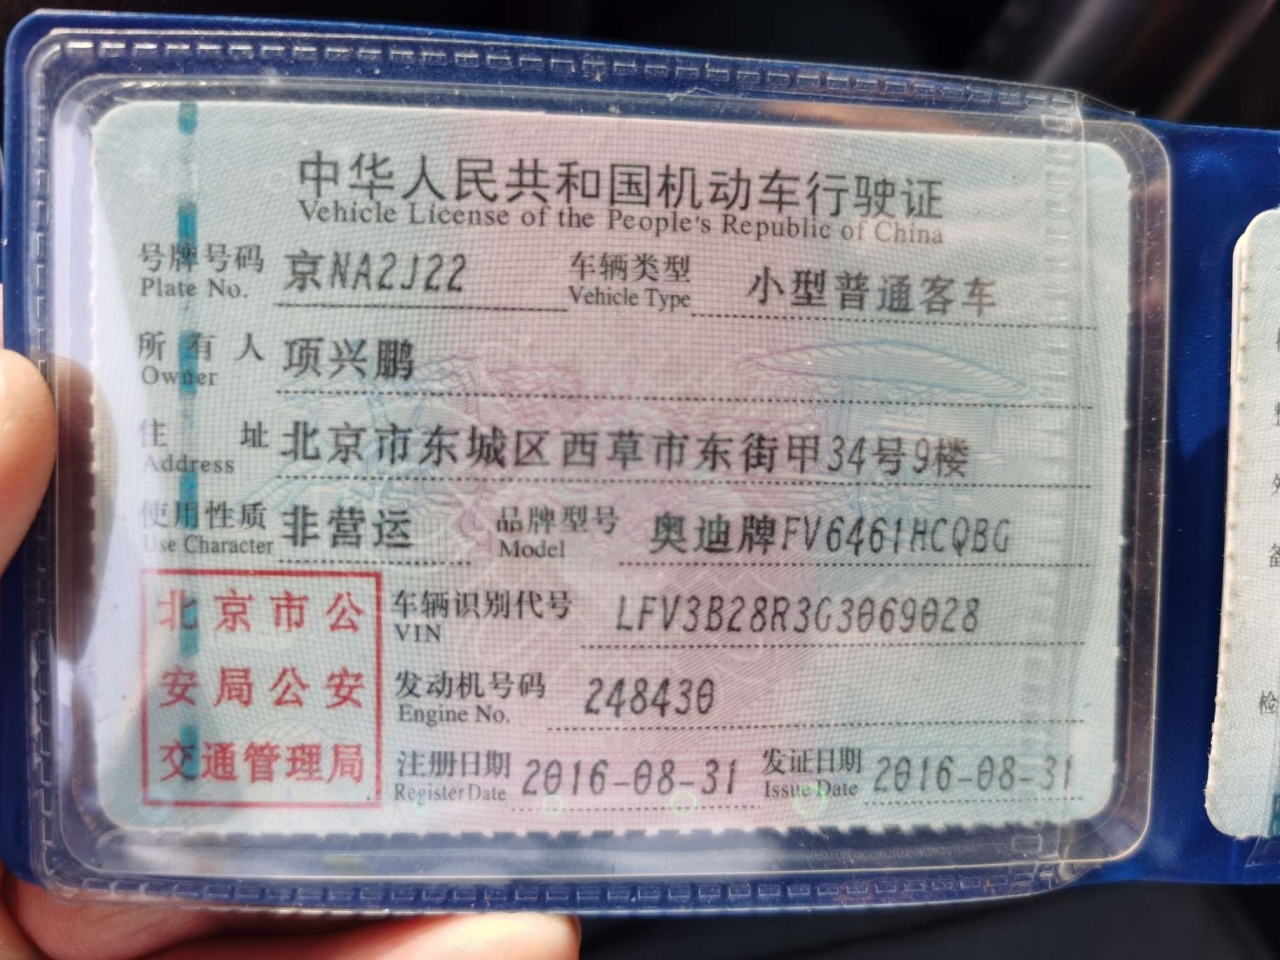 中华人民共和国机动车行驶证
Vehicle License of the People's Republic of China
号牌号码 京NA2J22 车辆类型 小型普通客车
Plate No. Vehicle Type
所有人 项兴鹏
Owner
住址 北京市东城区西草市东街甲34号9楼
Address
使用性质 非营运 品牌型号 奥迪牌FV6461HCQBG
Use Character Model
北京市公
安局公安
交通管理局
车辆识别代号 LFV3B28R3G3069028
VIN
发动机号码 248430
Engine No.
注册日期 2016-08-31 发证日期 2016-08-31
Register Date Issue Date
检